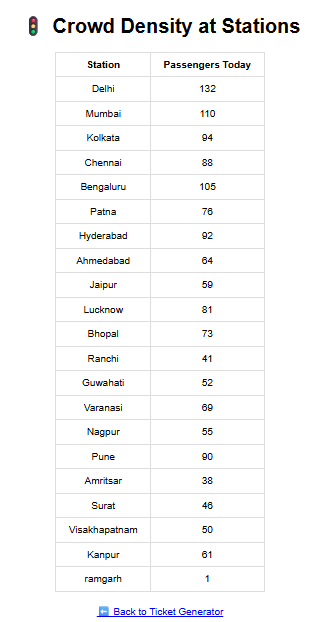 🚦 Crowd Density at Stations
Station Passengers Today
Delhi 132
Mumbai 110
Kolkata 94
Chennai 88
Bengaluru 105
Patna 76
Hyderabad 92
Ahmedabad 64
Jaipur 59
Lucknow 81
Bhopal 73
Ranchi 41
Guwahati 52
Varanasi 69
Nagpur 55
Pune 90
Amritsar 38
Surat 46
Visakhapatnam 50
Kanpur 61
ramgarh 1
⬅️ Back to Ticket Generator